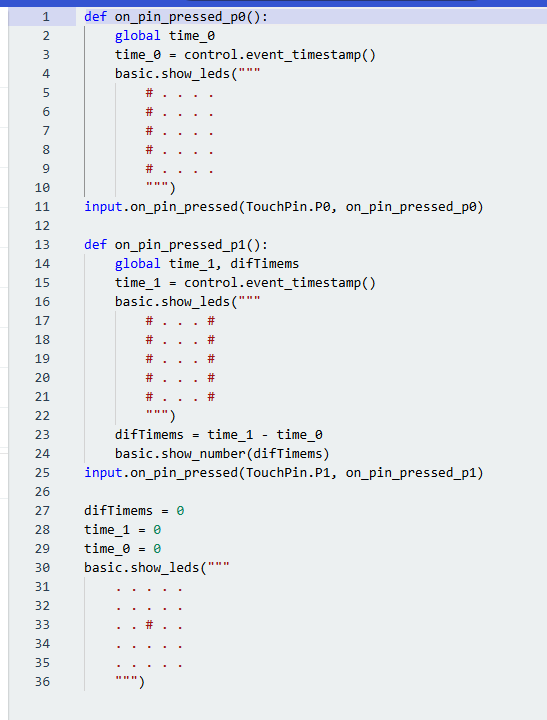 1 def on_pin_pressed_p0():
2 global time_0
3 time_0 = control.event_timestamp()
4 basic.show_leds("""
5 # . . . .
6 # . . . .
7 # . . . .
8 # . . . .
9 # . . . .
10 """)
11 input.on_pin_pressed(TouchPin.P0, on_pin_pressed_p0)
12
13 def on_pin_pressed_p1():
14 global time_1, difTimems
15 time_1 = control.event_timestamp()
16 basic.show_leds("""
17 # . . . #
18 # . . . #
19 # . . . #
20 # . . . #
21 # . . . #
22 """)
23 difTimems = time_1 - time_0
24 basic.show_number(difTimems)
25 input.on_pin_pressed(TouchPin.P1, on_pin_pressed_p1)
26
27 difTimems = 0
28 time_1 = 0
29 time_0 = 0
30 basic.show_leds("""
31 . . . . .
32 . . . . .
33 . . # . .
34 . . . . .
35 . . . . .
36 """)